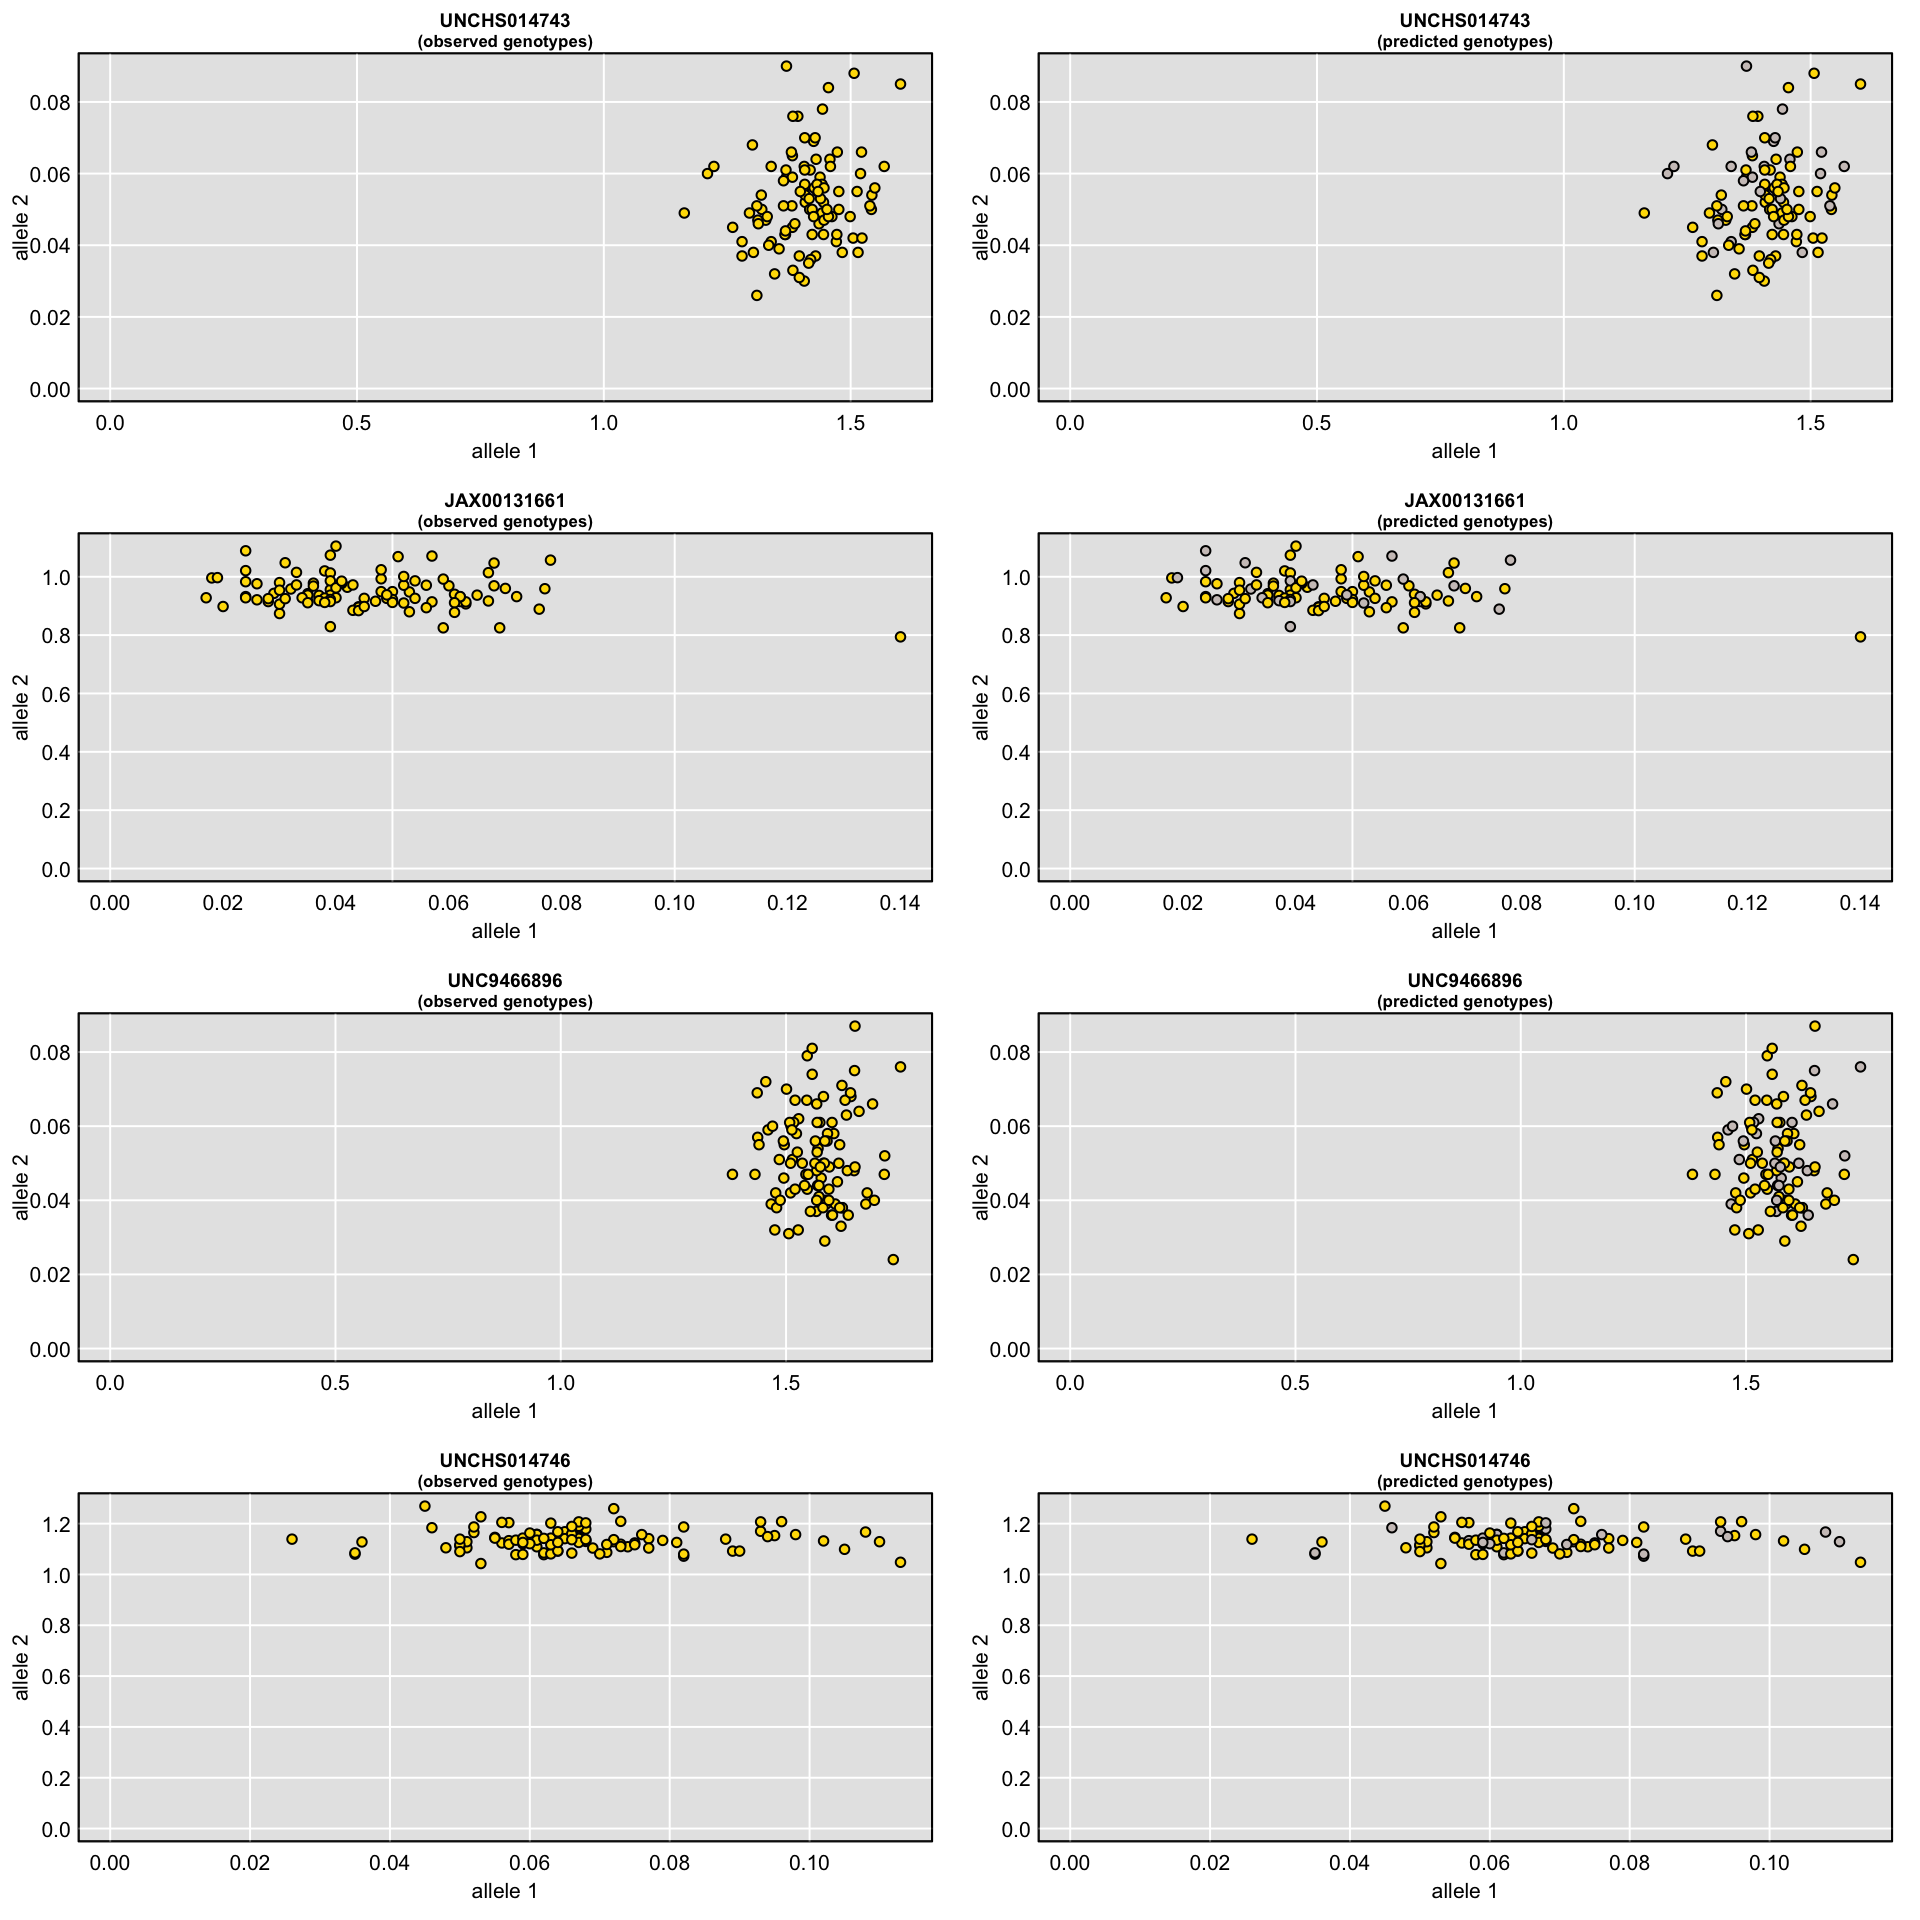 UNCHS014743
(observed genotypes)
allele 2
0.08
0.06
0.04
0.02
0.00
0.0 0.5 1.0 1.5
allele 1
UNCHS014743
(predicted genotypes)
allele 2
0.08
0.06
0.04
0.02
0.00
0.0 0.5 1.0 1.5
allele 1
JAX00131661
(observed genotypes)
allele 2
1.0
0.8
0.6
0.4
0.2
0.0
0.00 0.02 0.04 0.06 0.08 0.10 0.12 0.14
allele 1
JAX00131661
(predicted genotypes)
allele 2
1.0
0.8
0.6
0.4
0.2
0.0
0.00 0.02 0.04 0.06 0.08 0.10 0.12 0.14
allele 1
UNC9466896
(observed genotypes)
allele 2
0.08
0.06
0.04
0.02
0.00
0.0 0.5 1.0 1.5
allele 1
UNC9466896
(predicted genotypes)
allele 2
0.08
0.06
0.04
0.02
0.00
0.0 0.5 1.0 1.5
allele 1
UNCHS014746
(observed genotypes)
allele 2
1.2
1.0
0.8
0.6
0.4
0.2
0.0
0.00 0.02 0.04 0.06 0.08 0.10
allele 1
UNCHS014746
(predicted genotypes)
allele 2
1.2
1.0
0.8
0.6
0.4
0.2
0.0
0.00 0.02 0.04 0.06 0.08 0.10
allele 1